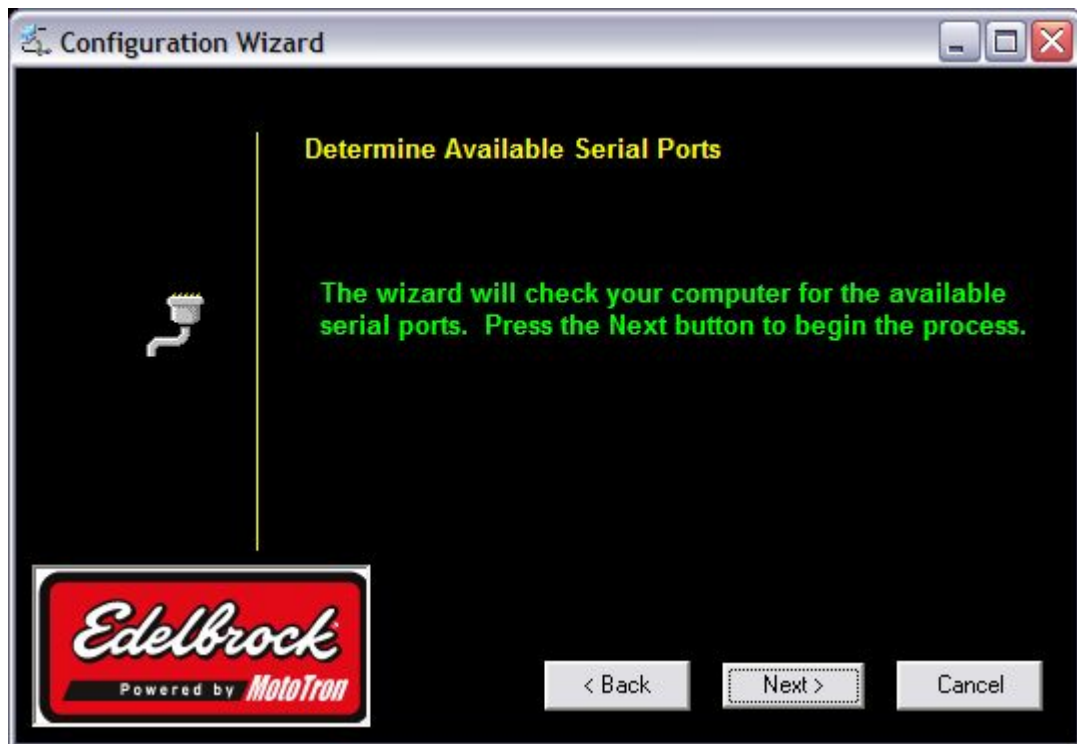 Configuration Wizard
Determine Available Serial Ports
The wizard will check your computer for the available
serial ports.  Press the Next button to begin the process.
Edelbrock
Powered by MotoTron
< Back
Next >
Cancel